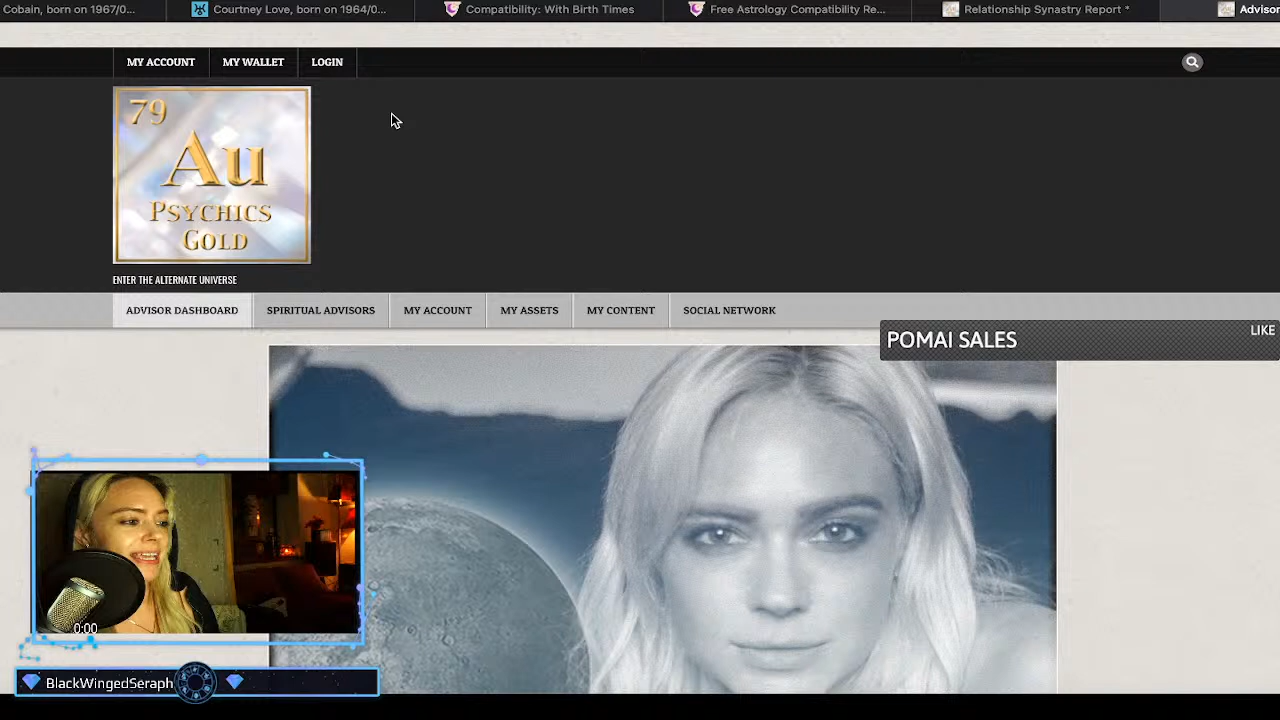 Cobain, born on 1967/0...
Courtney Love, born on 1964/0...
Compatibility: With Birth Times
Free Astrology Compatibility Re...
Relationship Synastry Report *
Advisor
MY ACCOUNT
MY WALLET
LOGIN
79
Au
PSYCHICS
GOLD
ENTER THE ALTERNATE UNIVERSE
ADVISOR DASHBOARD
SPIRITUAL ADVISORS
MY ACCOUNT
MY ASSETS
MY CONTENT
SOCIAL NETWORK
POMAI SALES
LIKE
0:00
BlackWingedSeraph